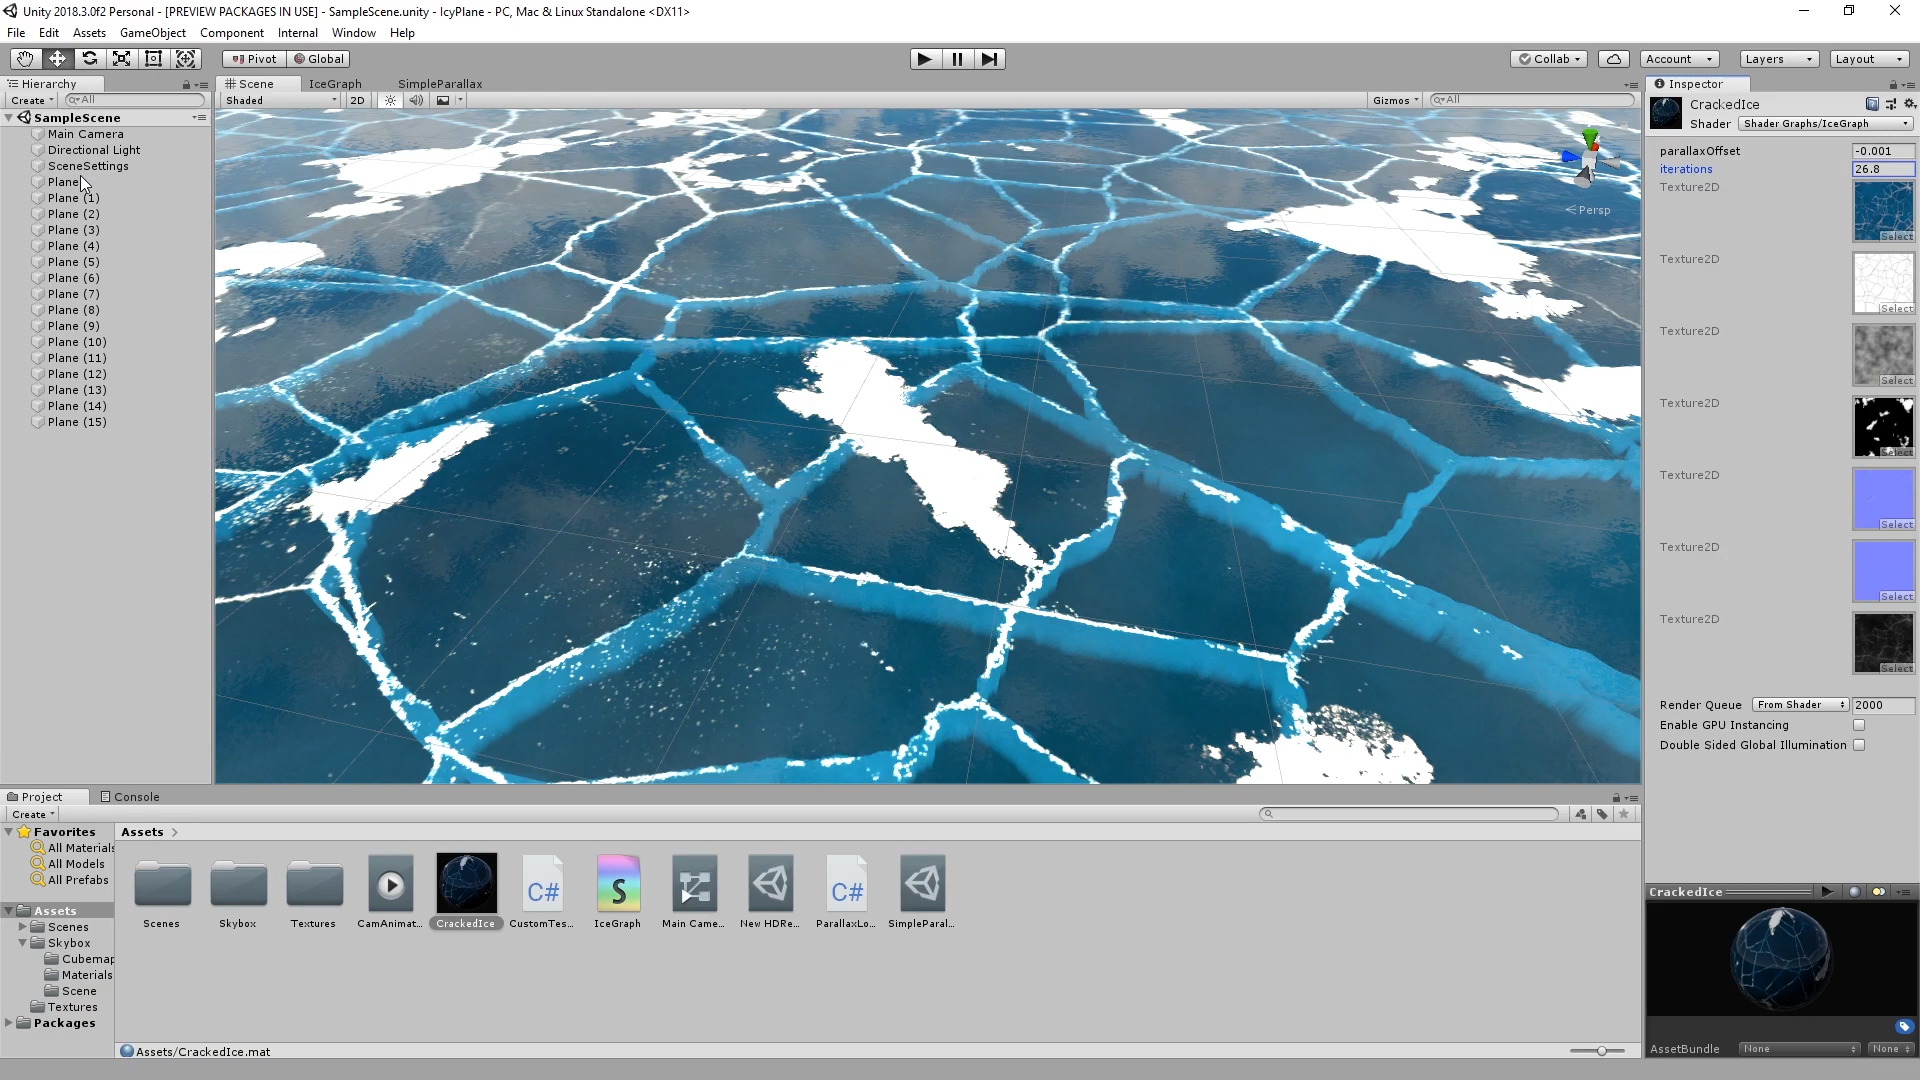 Unity 2018.3.0f2 Personal - [PREVIEW PACKAGES IN USE] - SampleScene.unity - IcyPlane - PC, Mac & Linux Standalone <DX11>
File Edit Assets GameObject Component Internal Window Help
Pivot Global Collab Account Layers Layout
Hierarchy
Create All
SampleScene
Main Camera
Directional Light
SceneSettings
Plane
Plane (1)
Plane (2)
Plane (3)
Plane (4)
Plane (5)
Plane (6)
Plane (7)
Plane (8)
Plane (9)
Plane (10)
Plane (11)
Plane (12)
Plane (13)
Plane (14)
Plane (15)
Scene IceGraph SimpleParallax
Shaded 2D Gizmos All
Persp
Inspector
CrackedIce
Shader Shader Graphs/IceGraph
parallaxOffset -0.001
iterations 26.8
Texture2D
Select
Texture2D
Select
Texture2D
Select
Texture2D
Select
Texture2D
Select
Texture2D
Select
Texture2D
Select
Render Queue From Shader 2000
Enable GPU Instancing
Double Sided Global Illumination
Project Console
Create
Favorites
All Materials
All Models
All Prefabs
Assets
Scenes
Skybox
Cubemap
Materials
Scene
Textures
Packages
Assets
Scenes Skybox Textures CamAnimat... CrackedIce CustomTes... IceGraph Main Came... New HDRe... ParallaxLo... SimpleParal...
Assets/CrackedIce.mat
CrackedIce
AssetBundle None None